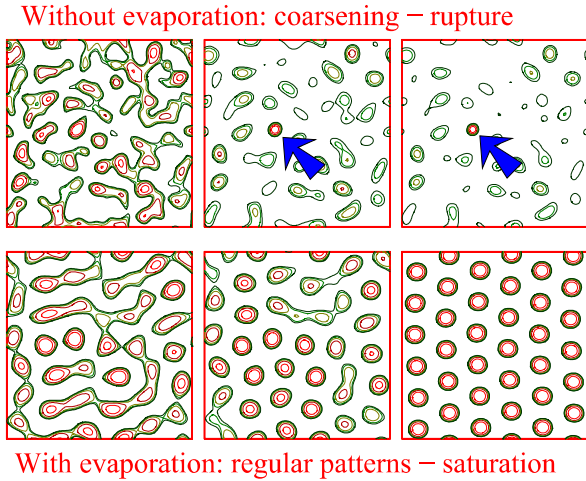 Without evaporation: coarsening – rupture
With evaporation: regular patterns – saturation